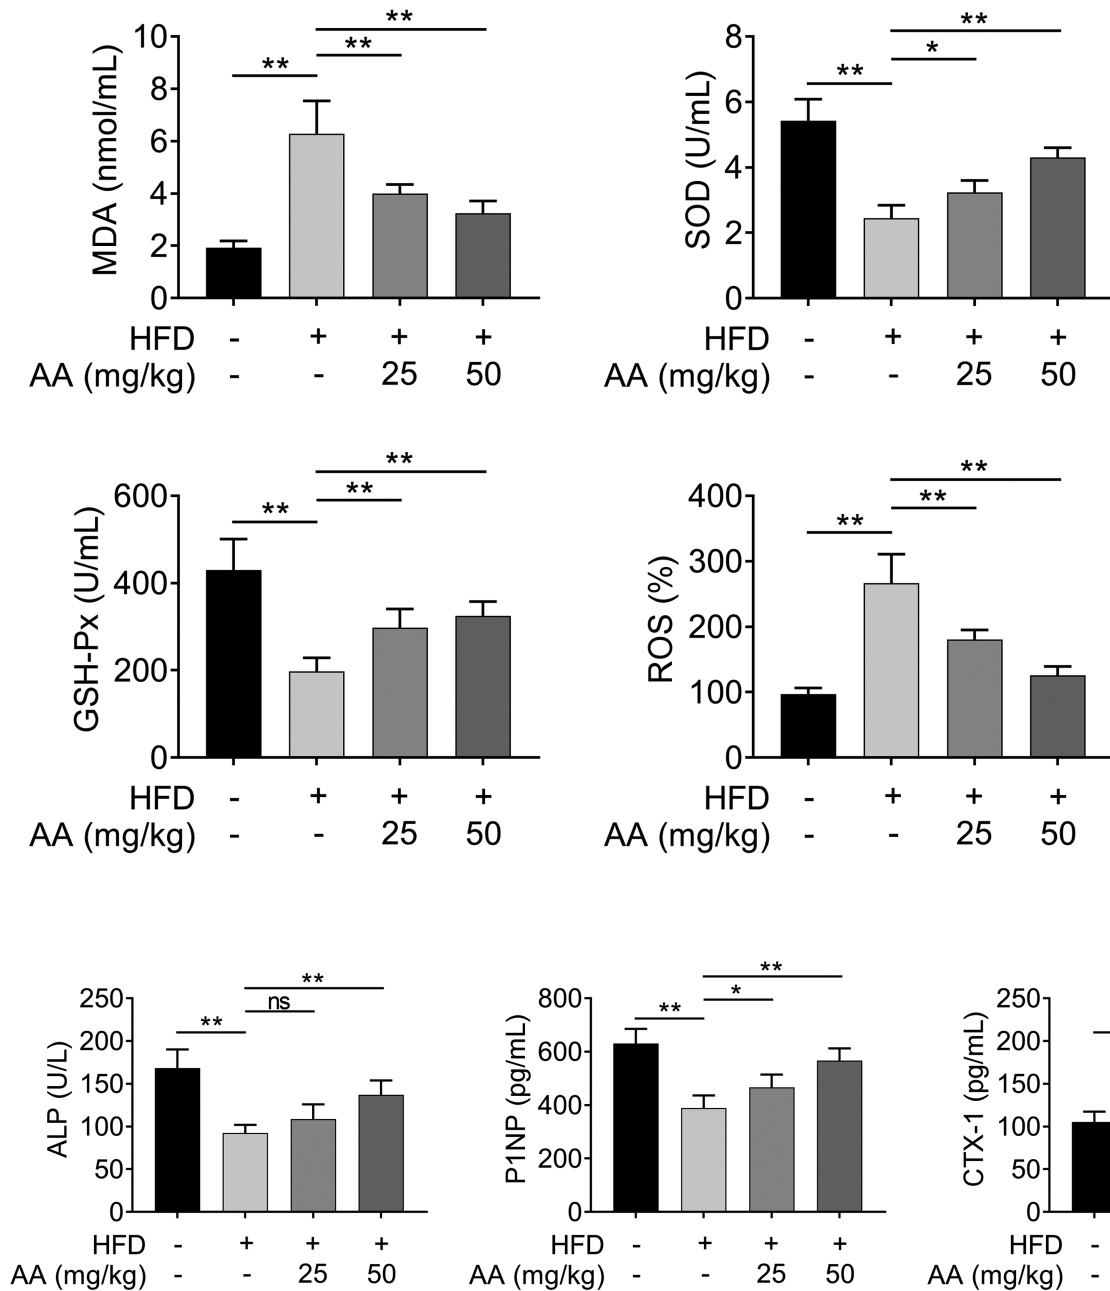 **
**
**
MDA (nmol/mL)
10
8
6
4
2
0
HFD - + + +
AA (mg/kg) - - 25 50
**
*
**
SOD (U/mL)
8
6
4
2
0
HFD - + + +
AA (mg/kg) - - 25 50
**
**
**
GSH-Px (U/mL)
600
400
200
0
HFD - + + +
AA (mg/kg) - - 25 50
**
**
**
ROS (%)
400
300
200
100
0
HFD - + + +
AA (mg/kg) - - 25 50
**
ns
**
ALP (U/L)
250
200
150
100
50
0
HFD - + + +
AA (mg/kg) - - 25 50
**
*
**
P1NP (pg/mL)
800
600
400
200
0
HFD - + + +
AA (mg/kg) - - 25 50
CTX-1 (pg/mL)
250
200
150
100
50
0
HFD -
AA (mg/kg) -